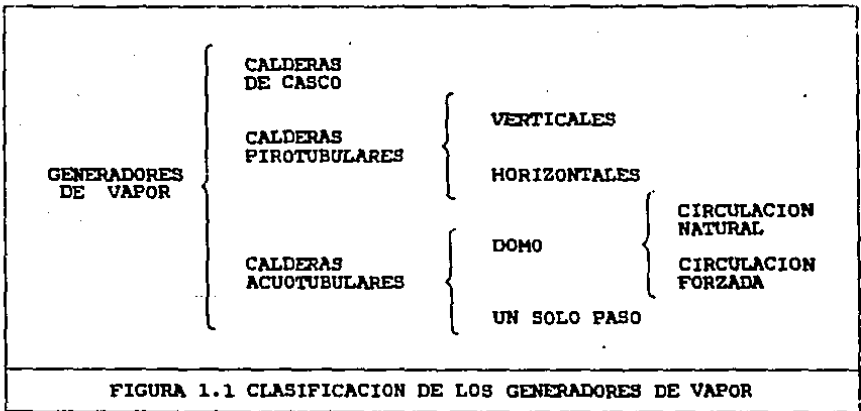 GENERADORES
DE VAPOR
CALDERAS
DE CASCO
CALDERAS
PIROTUBULARES
VERTICALES
HORIZONTALES
CALDERAS
ACUOTUBULARES
DOMO
CIRCULACION
NATURAL
CIRCULACION
FORZADA
UN SOLO PASO
FIGURA 1.1 CLASIFICACION DE LOS GENERADORES DE VAPOR